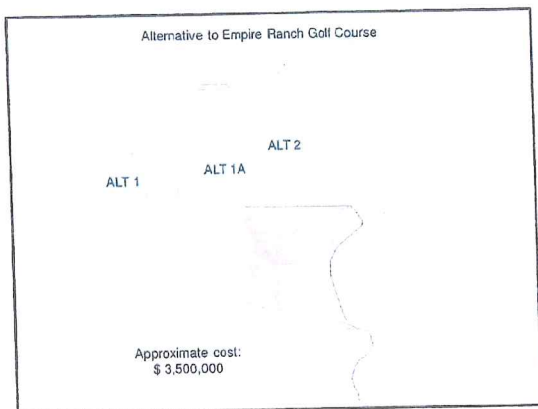 Alternative to Empire Ranch Golf Course
ALT 2
ALT 1A
ALT 1
Approximate cost:
$ 3,500,000